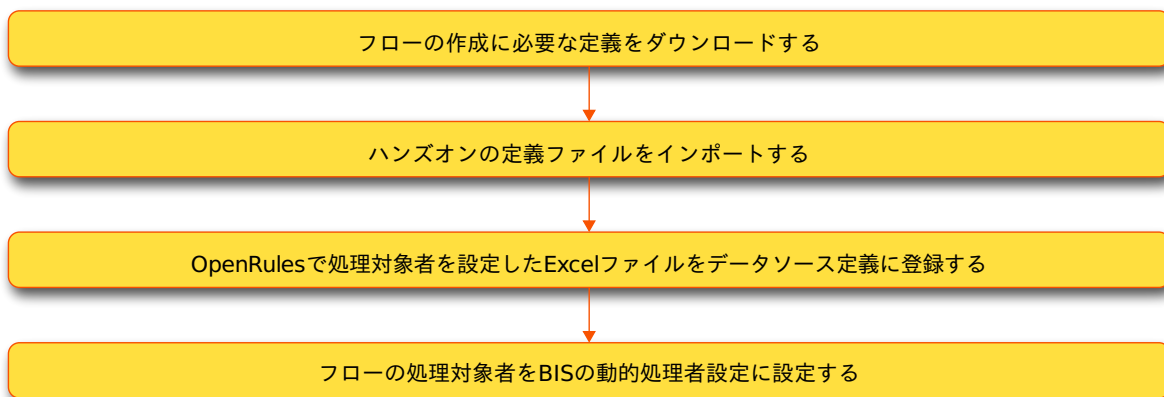 フローの作成に必要な定義をダウンロードする
ハンズオンの定義ファイルをインポートする
OpenRulesで処理対象者を設定したExcelファイルをデータソース定義に登録する
フローの処理対象者をBISの動的処理者設定に設定する